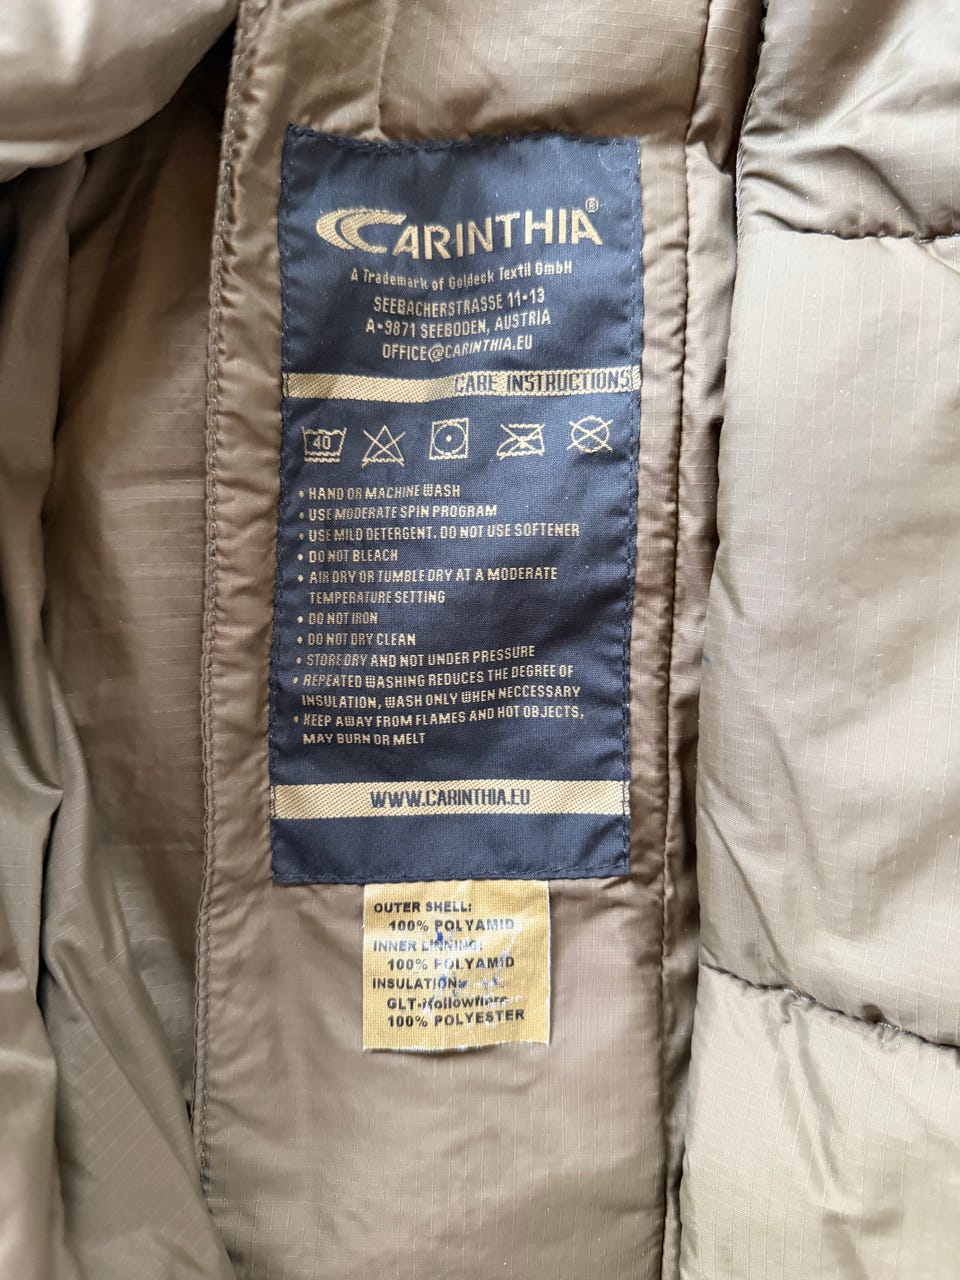 CARINTHIA®
A Trademark of Goldeck Textil GmbH
SEEBACHERSTRASSE 11-13
A-9871 SEEBODEN, AUSTRIA
OFFICE@CARINTHIA.EU
CARE INSTRUCTIONS
40
• HAND OR MACHINE WASH
• USE MODERATE SPIN PROGRAM
• USE MILD DETERGENT. DO NOT USE SOFTENER
• DO NOT BLEACH
• AIR DRY OR TUMBLE DRY AT A MODERATE
TEMPERATURE SETTING
• DO NOT IRON
• DO NOT DRY CLEAN
• STORE DRY AND NOT UNDER PRESSURE
• REPEATED WASHING REDUCES THE DEGREE OF
INSULATION, WASH ONLY WHEN NECCESSARY
• KEEP AWAY FROM FLAMES AND HOT OBJECTS,
MAY BURN OR MELT
WWW.CARINTHIA.EU
OUTER SHELL:
100% POLYAMID
INNER LINNING:
100% POLYAMID
INSULATION:
GLT-Hollowfibre
100% POLYESTER